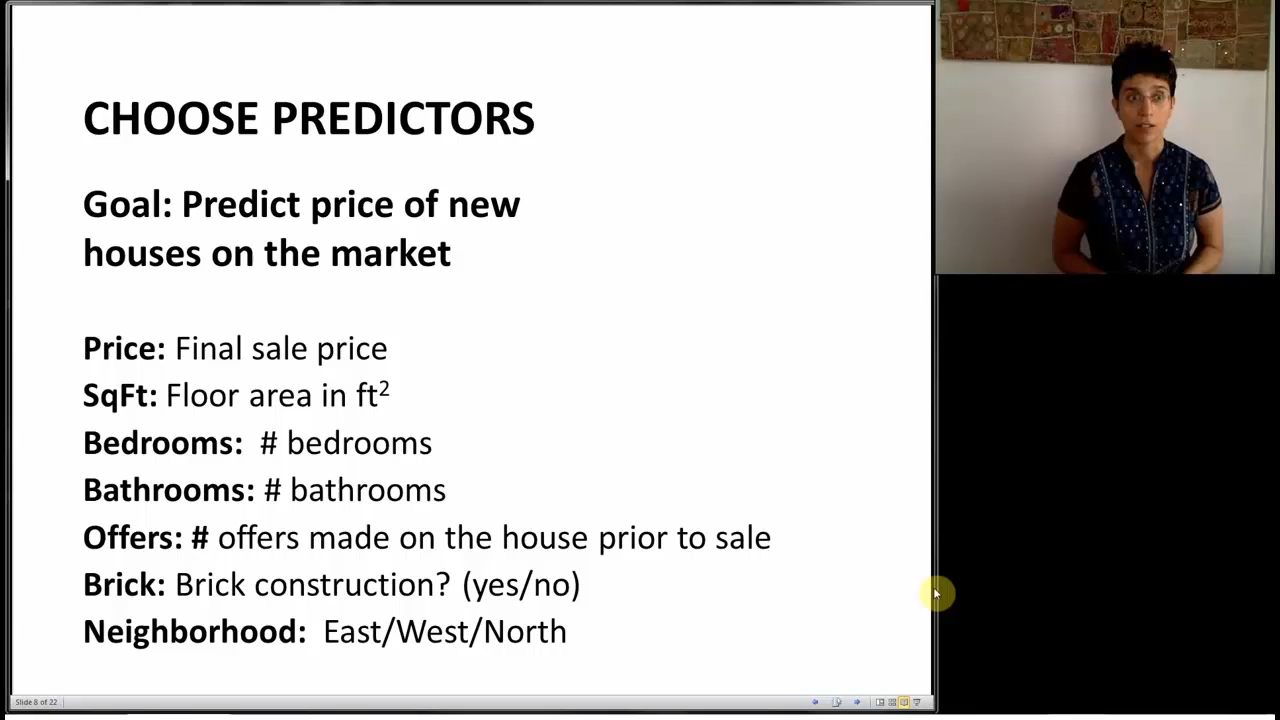 CHOOSE PREDICTORS
Goal: Predict price of new
houses on the market
Price: Final sale price
SqFt: Floor area in ft²
Bedrooms: # bedrooms
Bathrooms: # bathrooms
Offers: # offers made on the house prior to sale
Brick: Brick construction? (yes/no)
Neighborhood: East/West/North
Slide 8 of 22